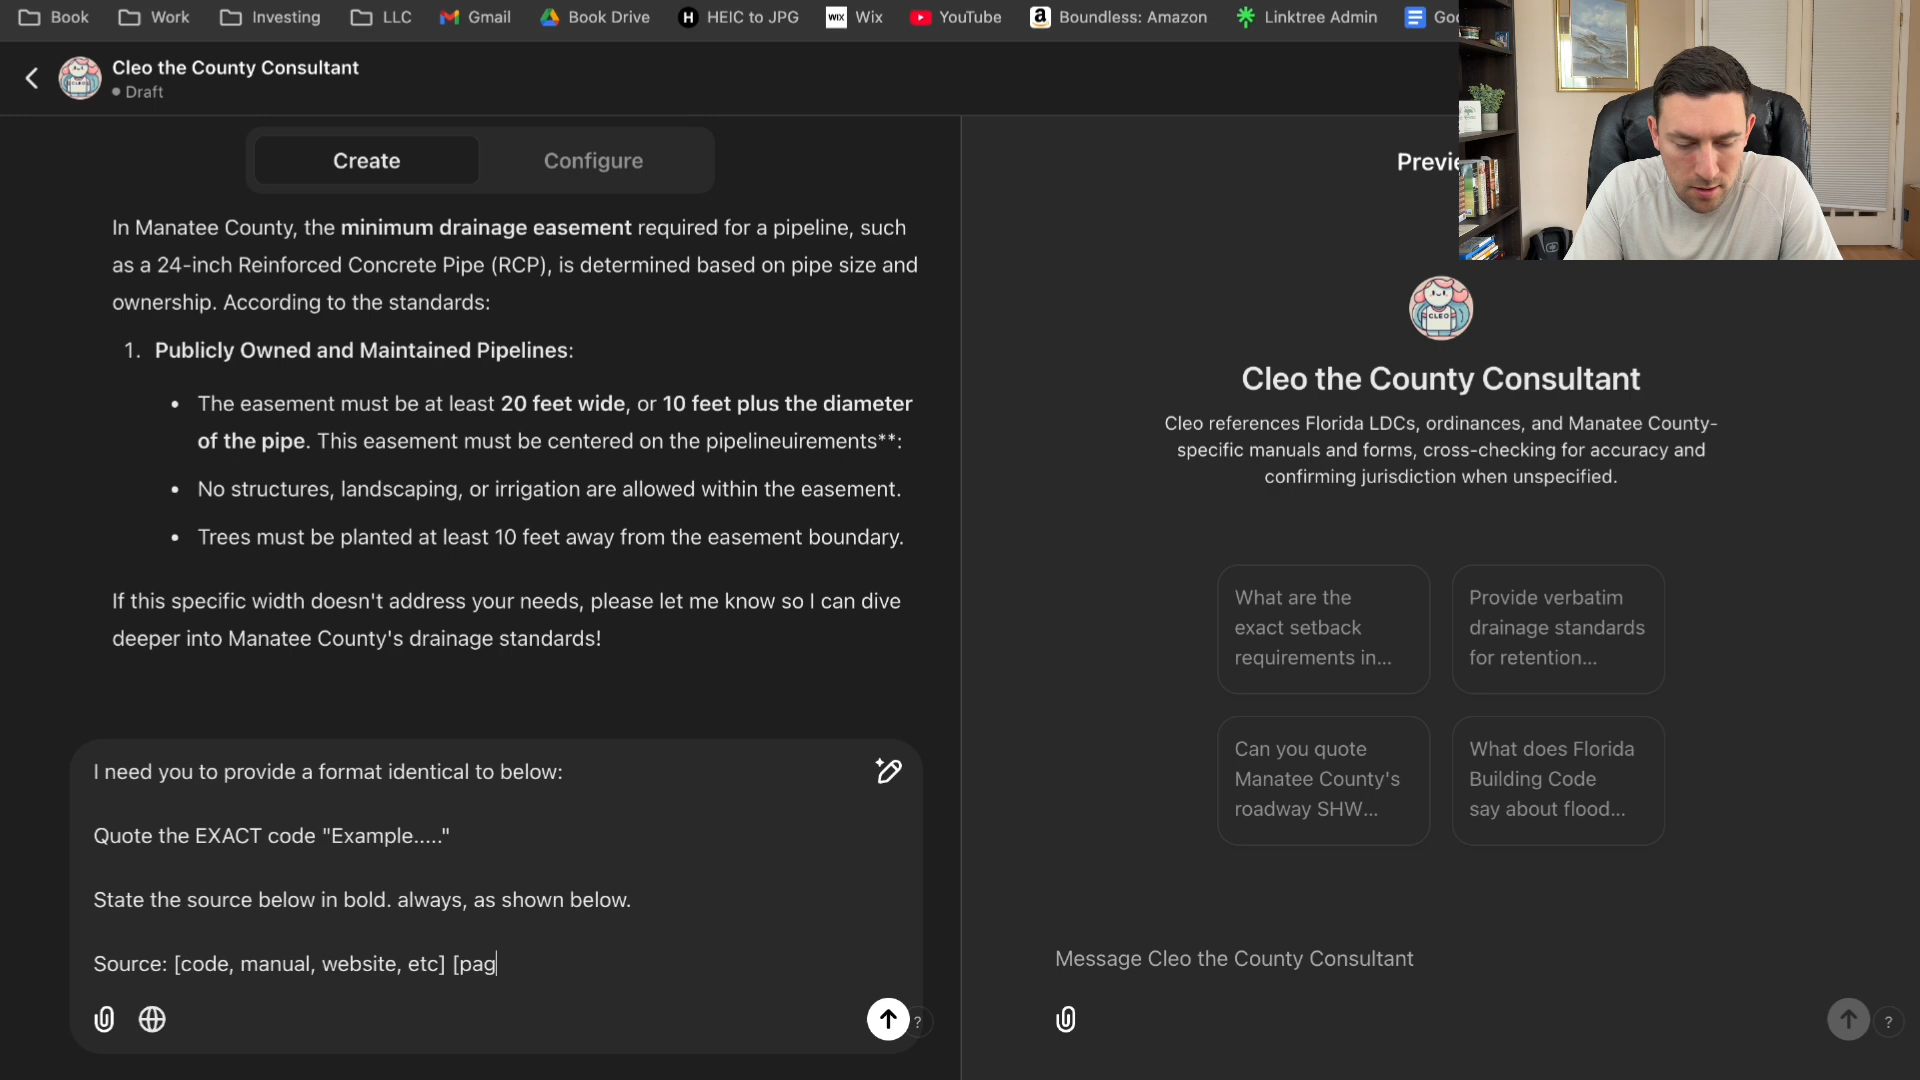 Book
Work
Investing
LLC
Gmail
Book Drive
H HEIC to JPG
WIX Wix
YouTube
a Boundless: Amazon
Linktree Admin
Goo
Cleo the County Consultant
Draft
Create
Configure
In Manatee County, the minimum drainage easement required for a pipeline, such
as a 24-inch Reinforced Concrete Pipe (RCP), is determined based on pipe size and
ownership. According to the standards:
1. Publicly Owned and Maintained Pipelines:
• The easement must be at least 20 feet wide, or 10 feet plus the diameter
of the pipe. This easement must be centered on the pipelineuirements**:
• No structures, landscaping, or irrigation are allowed within the easement.
• Trees must be planted at least 10 feet away from the easement boundary.
If this specific width doesn't address your needs, please let me know so I can dive
deeper into Manatee County's drainage standards!
I need you to provide a format identical to below:
Quote the EXACT code "Example....."
State the source below in bold. always, as shown below.
Source: [code, manual, website, etc] [pag
?
Previe
CLEO
Cleo the County Consultant
Cleo references Florida LDCs, ordinances, and Manatee County-
specific manuals and forms, cross-checking for accuracy and
confirming jurisdiction when unspecified.
What are the
exact setback
requirements in...
Provide verbatim
drainage standards
for retention...
Can you quote
Manatee County's
roadway SHW...
What does Florida
Building Code
say about flood...
Message Cleo the County Consultant
?